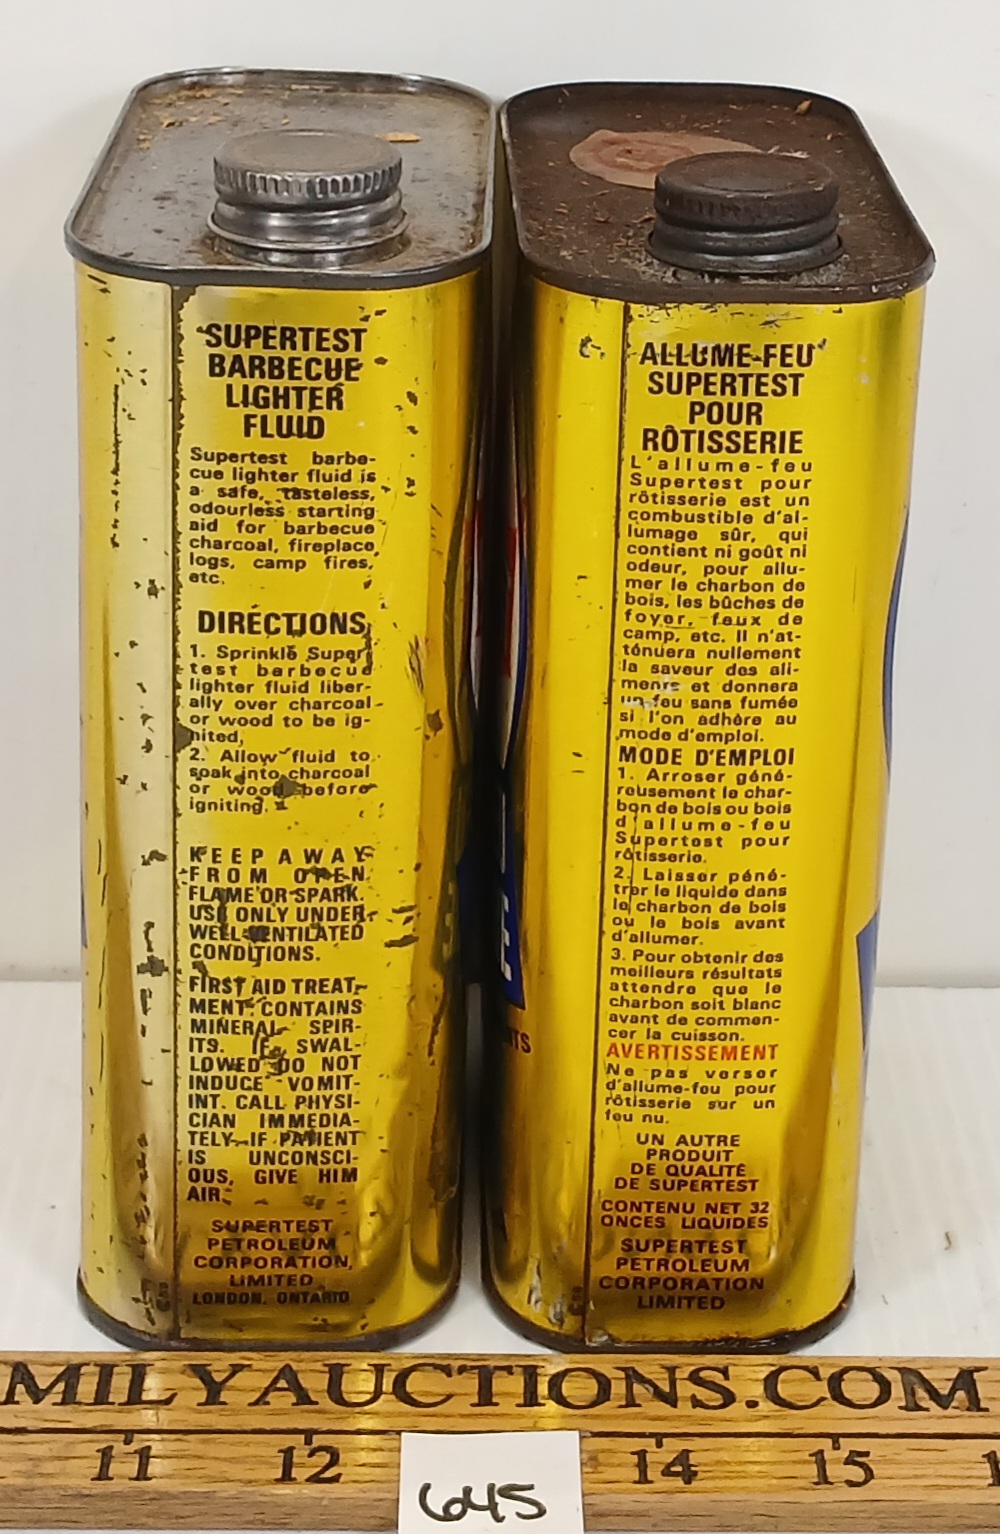 SUPERTEST
BARBECUE
LIGHTER
FLUID
Supertest barbe-
cue lighter fluid is
a safe, tasteless,
odourless starting
aid for barbecue
charcoal, fireplace
logs, camp fires,
etc.
DIRECTIONS
1. Sprinkle Super-
test barbecue
lighter fluid liber-
ally over charcoal
or wood to be ig-
nited.
2. Allow fluid to
soak into charcoal
or wood before
igniting.
KEEP AWAY
FROM OPEN
FLAME OR SPARK.
USE ONLY UNDER
WELL VENTILATED
CONDITIONS.
FIRST AID TREAT-
MENT: CONTAINS
MINERAL SPIR-
ITS. IF SWAL-
LOWED DO NOT
INDUCE VOMIT-
INT. CALL PHYSI-
CIAN IMMEDIA-
TELY. IF PATIENT
IS UNCONSCI-
OUS, GIVE HIM
AIR.
SUPERTEST
PETROLEUM
CORPORATION,
LIMITED
LONDON, ONTARIO
ALLUME-FEU
SUPERTEST
POUR
RÔTISSERIE
L'allume-feu
Supertest pour
rôtisserie est un
combustible d'al-
lumage sûr, qui
contient ni goût ni
odeur, pour allu-
mer le charbon de
bois, les bûches de
foyer, feux de
camp, etc. Il n'at-
ténuera nullement
la saveur des ali-
ments et donnera
un feu sans fumée
si l'on adhère au
mode d'emploi.
MODE D'EMPLOI
1. Arroser géné-
reusement le char-
bon de bois ou bois
d'allume-feu
Supertest pour
rôtisserie.
2. Laisser péné-
trer le liquide dans
le charbon de bois
ou le bois avant
d'allumer.
3. Pour obtenir des
meilleurs résultats
attendre que le
charbon soit blanc
avant de commen-
cer la cuisson.
AVERTISSEMENT
Ne pas verser
d'allume-feu pour
rôtisserie sur un
feu nu.
UN AUTRE
PRODUIT
DE QUALITÉ
DE SUPERTEST
CONTENU NET 32
ONCES LIQUIDES
SUPERTEST
PETROLEUM
CORPORATION
LIMITED
NTS
MILYAUCTIONS.COM
11 12 14 15
645